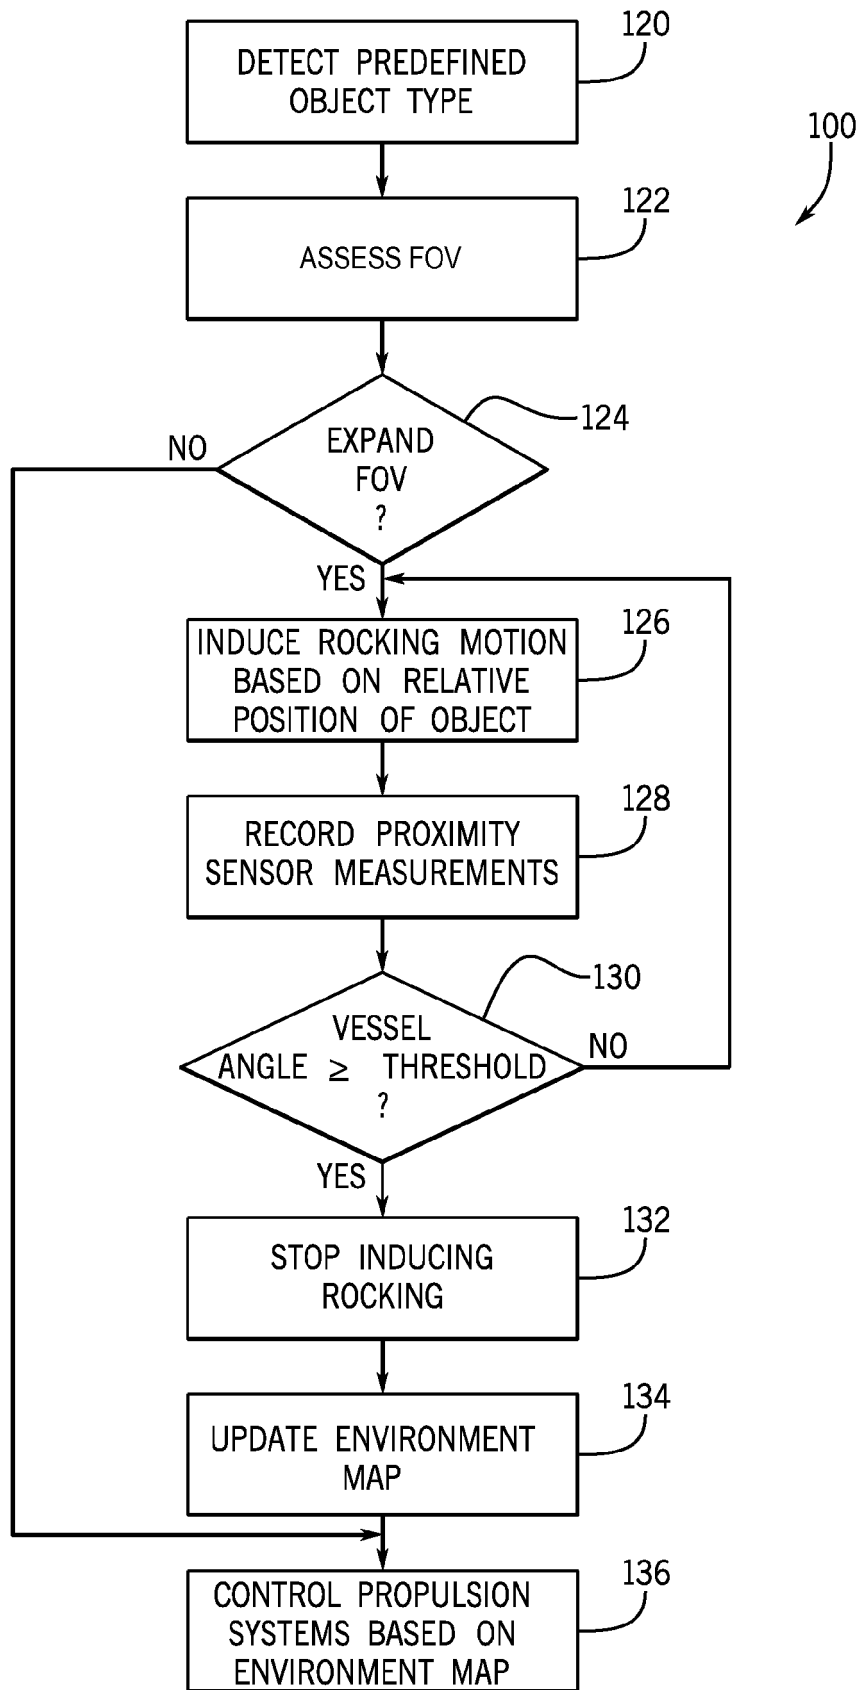 120
DETECT PREDEFINED
OBJECT TYPE
100
122
ASSESS FOV
124
NO
EXPAND
FOV
?
YES
126
INDUCE ROCKING MOTION
BASED ON RELATIVE
POSITION OF OBJECT
128
RECORD PROXIMITY
SENSOR MEASUREMENTS
130
VESSEL
ANGLE ≥ THRESHOLD
?
NO
YES
132
STOP INDUCING
ROCKING
134
UPDATE ENVIRONMENT
MAP
136
CONTROL PROPULSION
SYSTEMS BASED ON
ENVIRONMENT MAP